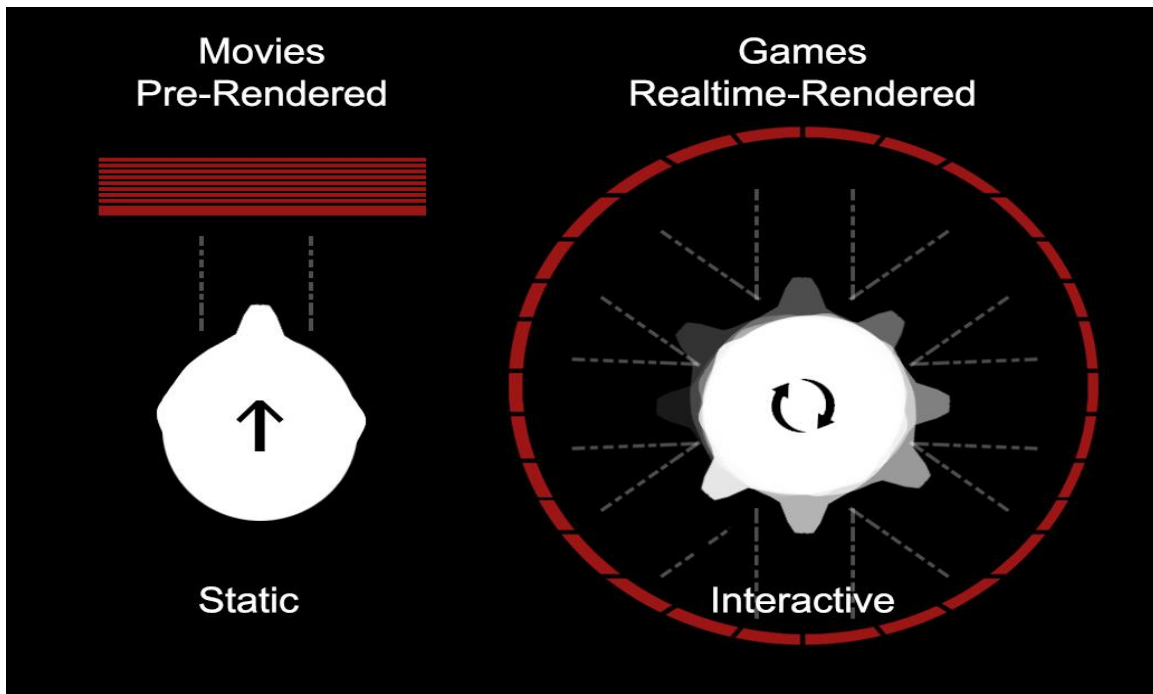 Movies
Pre-Rendered
Games
Realtime-Rendered
Static
Interactive